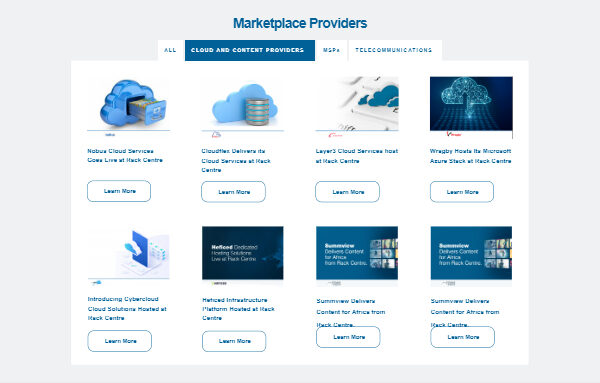 Marketplace Providers
ALL
CLOUD AND CONTENT PROVIDERS
MSPs
TELECOMMUNICATIONS
Nobus Cloud Services
Goes Live at Rack Centre
Learn More
Cloudflex Delivers its
Cloud Services at Rack
Centre
Learn More
Layer3 Cloud Services host
at Rack Centre
Learn More
Wragby Hosts Its Microsoft
Azure Stack at Rack Centre
Learn More
Introducing Cybercloud
Cloud Solutions Hosted at
Rack Centre
Learn More
Heficed Dedicated
Hosting Solutions
Live at Rack Centre.
Heficed Infrastructure
Platform Hosted at Rack
Centre
Learn More
Summview
Delivers Content
for Africa
from Rack Centre.
Summview Delivers
Content for Africa from
Rack Centre.
Learn More
Summview
Delivers Content
for Africa
from Rack Centre.
Summview Delivers
Content for Africa from
Rack Centre.
Learn More